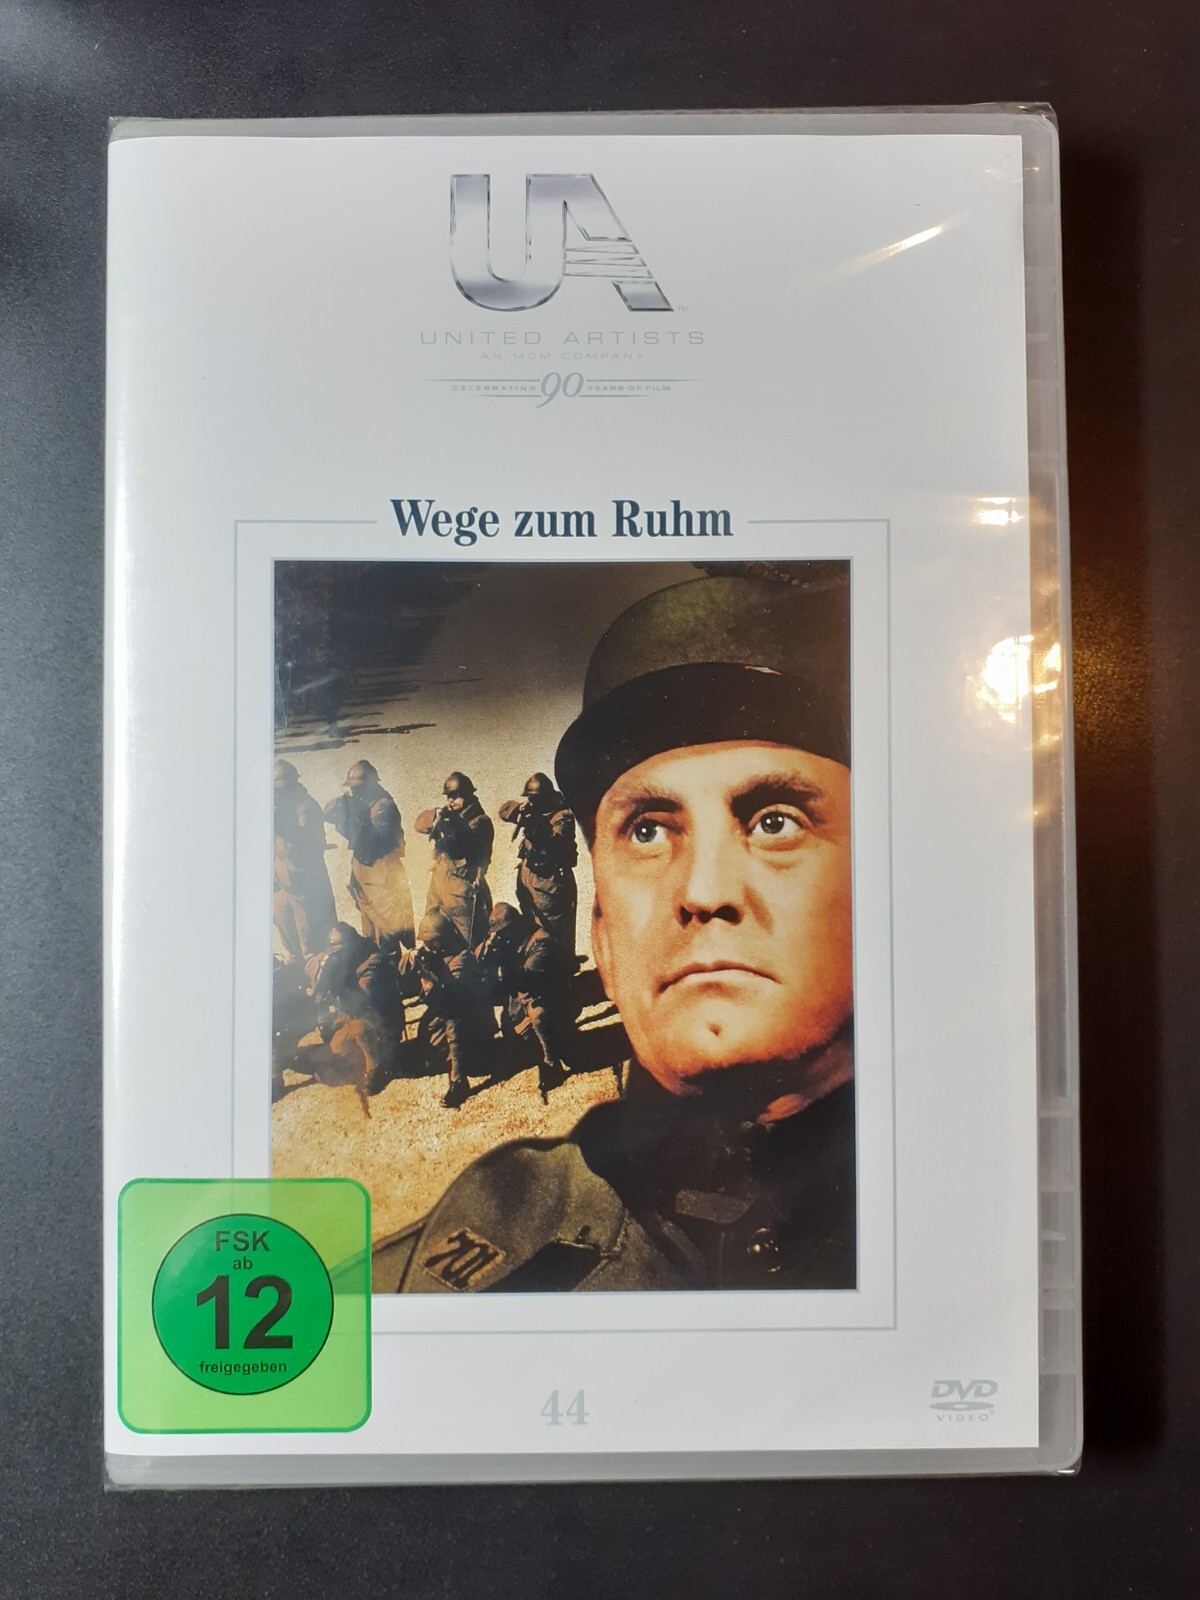 UA
TM
UNITED ARTISTS
AN MGM COMPANY
CELEBRATING 90 YEARS OF FILM
Wege zum Ruhm
701
FSK
ab
12
freigegeben
44
DVD
VIDEO